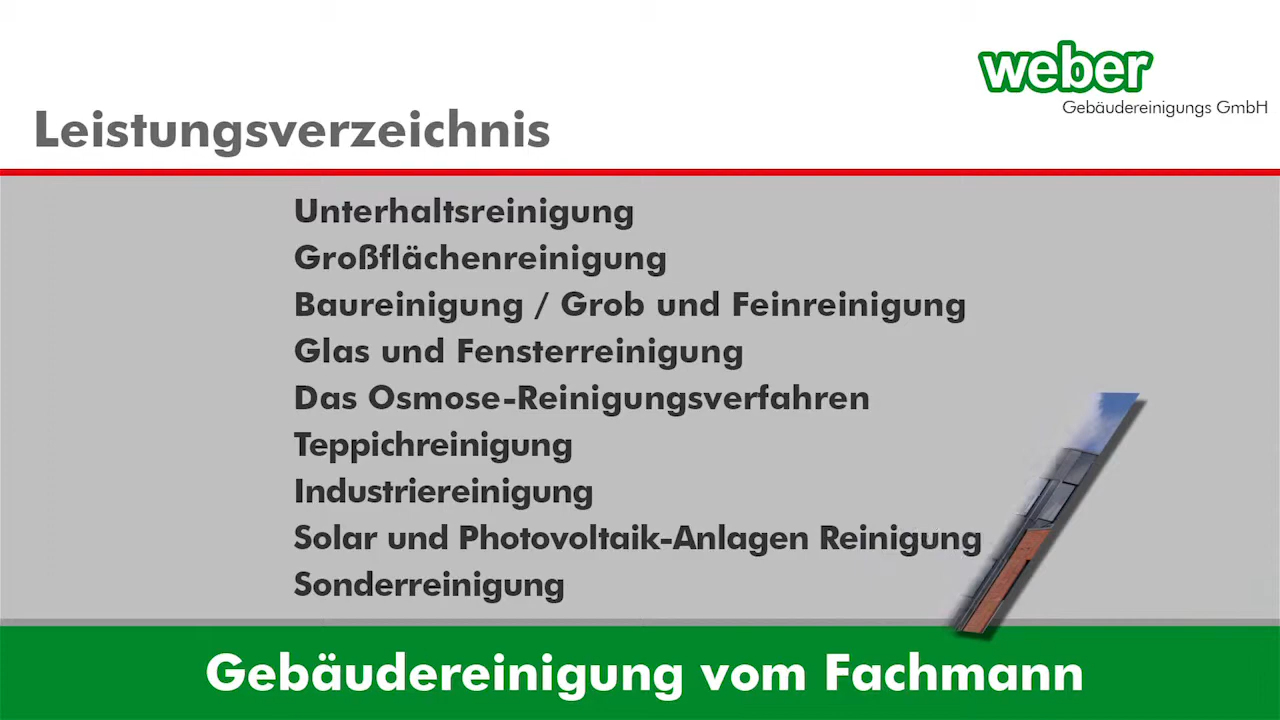 weber
Gebäudereinigungs GmbH
Leistungsverzeichnis
Unterhaltsreinigung
Großflächenreinigung
Baureinigung / Grob und Feinreinigung
Glas und Fensterreinigung
Das Osmose-Reinigungsverfahren
Teppichreinigung
Industriereinigung
Solar und Photovoltaik-Anlagen Reinigung
Sonderreinigung
Gebäudereinigung vom Fachmann